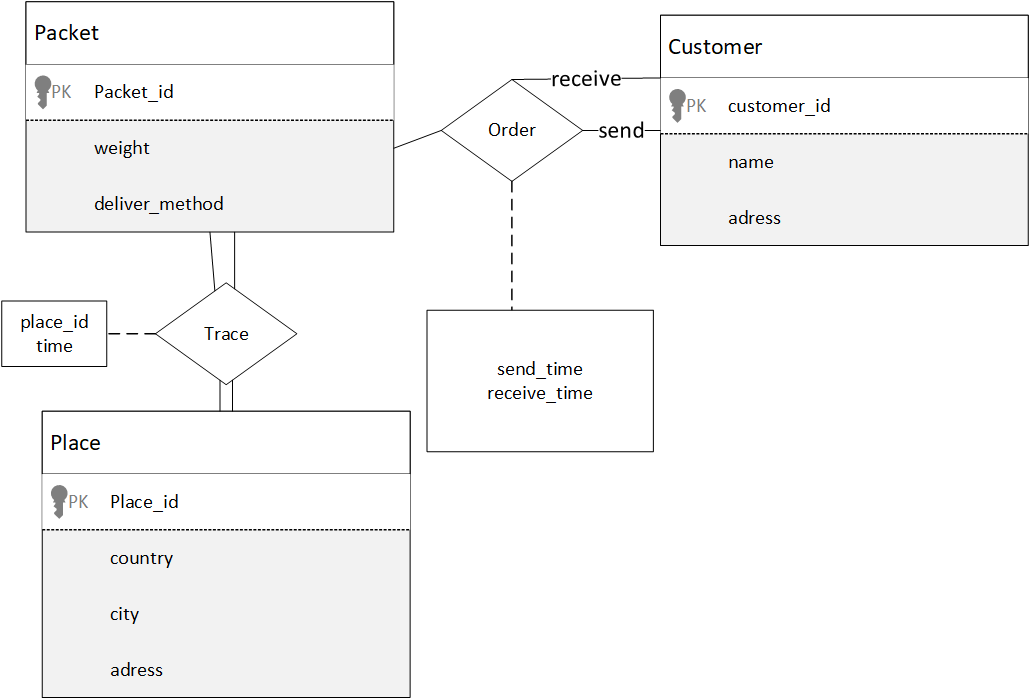 Packet
PK Packet_id
weight
deliver_method
Customer
PK customer_id
name
adress
receive
send
Order
Trace
place_id
time
send_time
receive_time
Place
PK Place_id
country
city
adress